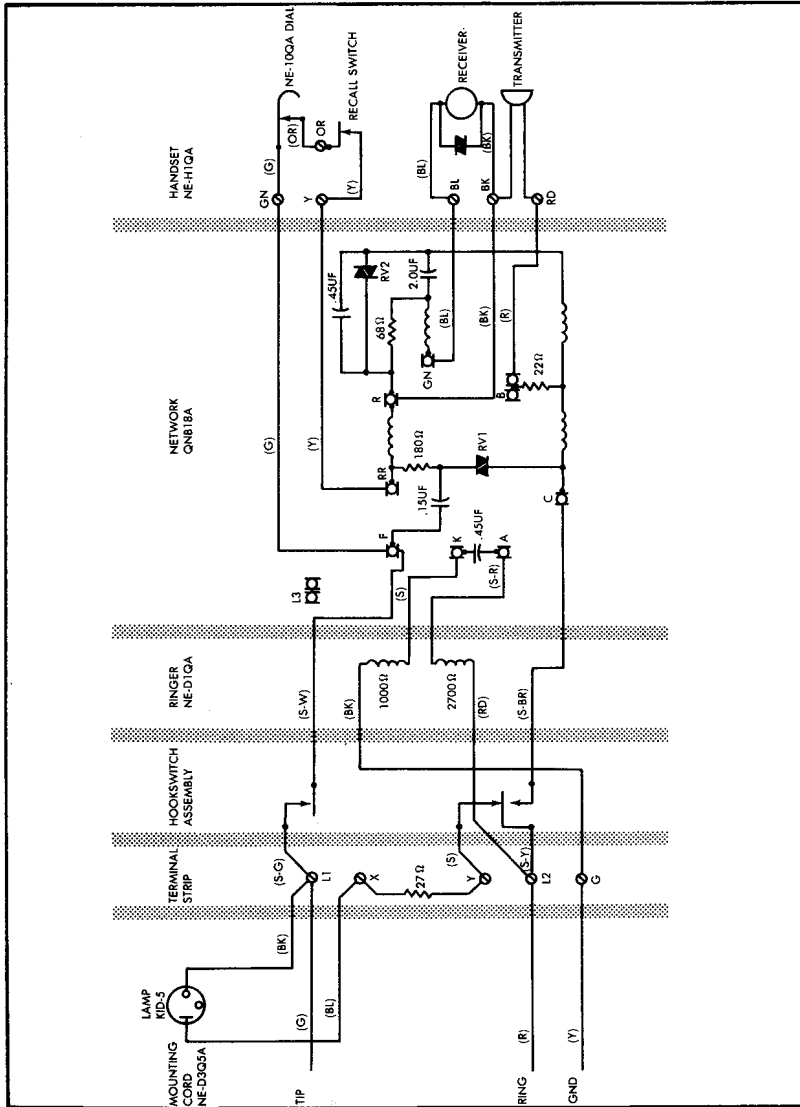 HANDSET
NE-H1QA
NE-10QA DIAL
(G)
(OR)
GN
OR
RECALL SWITCH
Y
(Y)
RECEIVER
(BL)
BL
(BK)
BK
TRANSMITTER
RD
NETWORK
QNB18A
(G)
(Y)
.45UF
RV2
68Ω
2.0UF
GN
(BL)
(BK)
(R)
R
RR
180Ω
B
22Ω
RV1
.15UF
F
K
.45UF
A
C
L3
(S)
(S-R)
RINGER
NE-D1QA
(S-W)
(BK)
1000Ω
2700Ω
(RD)
(S-BR)
HOOKSWITCH
ASSEMBLY
TERMINAL
STRIP
(S-G)
L1
X
27Ω
Y
(S)
(S-Y)
L2
G
LAMP
K1D-5
(BK)
MOUNTING
CORD
NE-D3Q5A
(G)
(BL)
TIP
(R)
RING
(Y)
GND